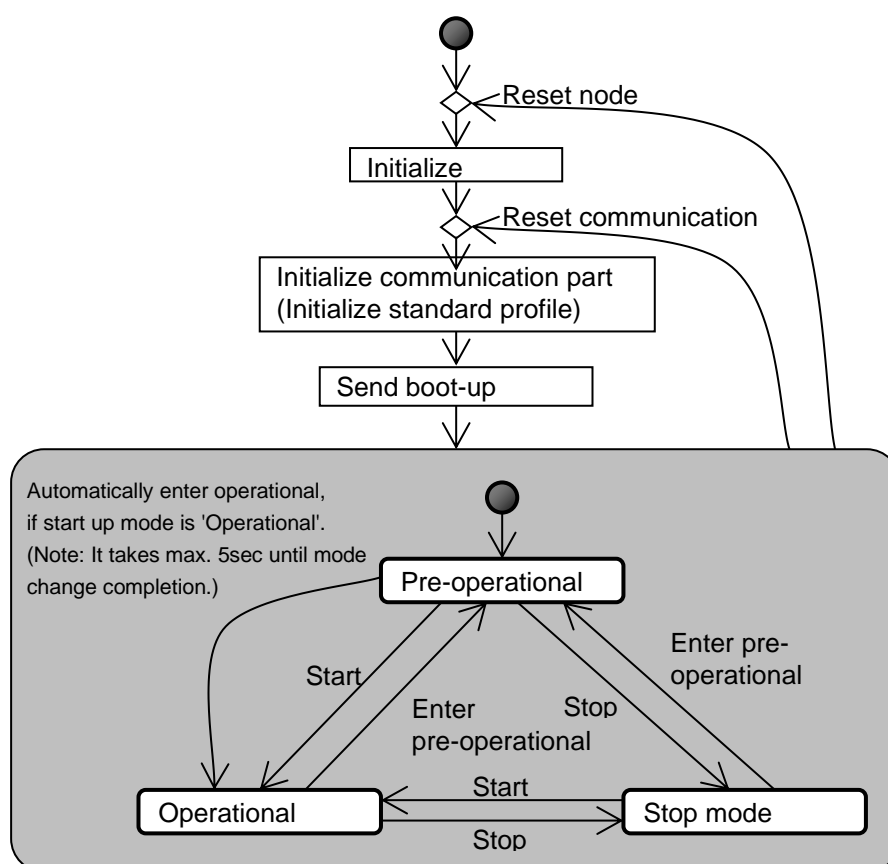 Reset node
Initialize
Reset communication
Initialize communication part
(Initialize standard profile)
Send boot-up
Automatically enter operational,
if start up mode is 'Operational'.
(Note: It takes max. 5sec until mode
change completion.)
Pre-operational
Start
Enter
pre-operational
Stop
Enter pre-
operational
Operational
Start
Stop
Stop mode